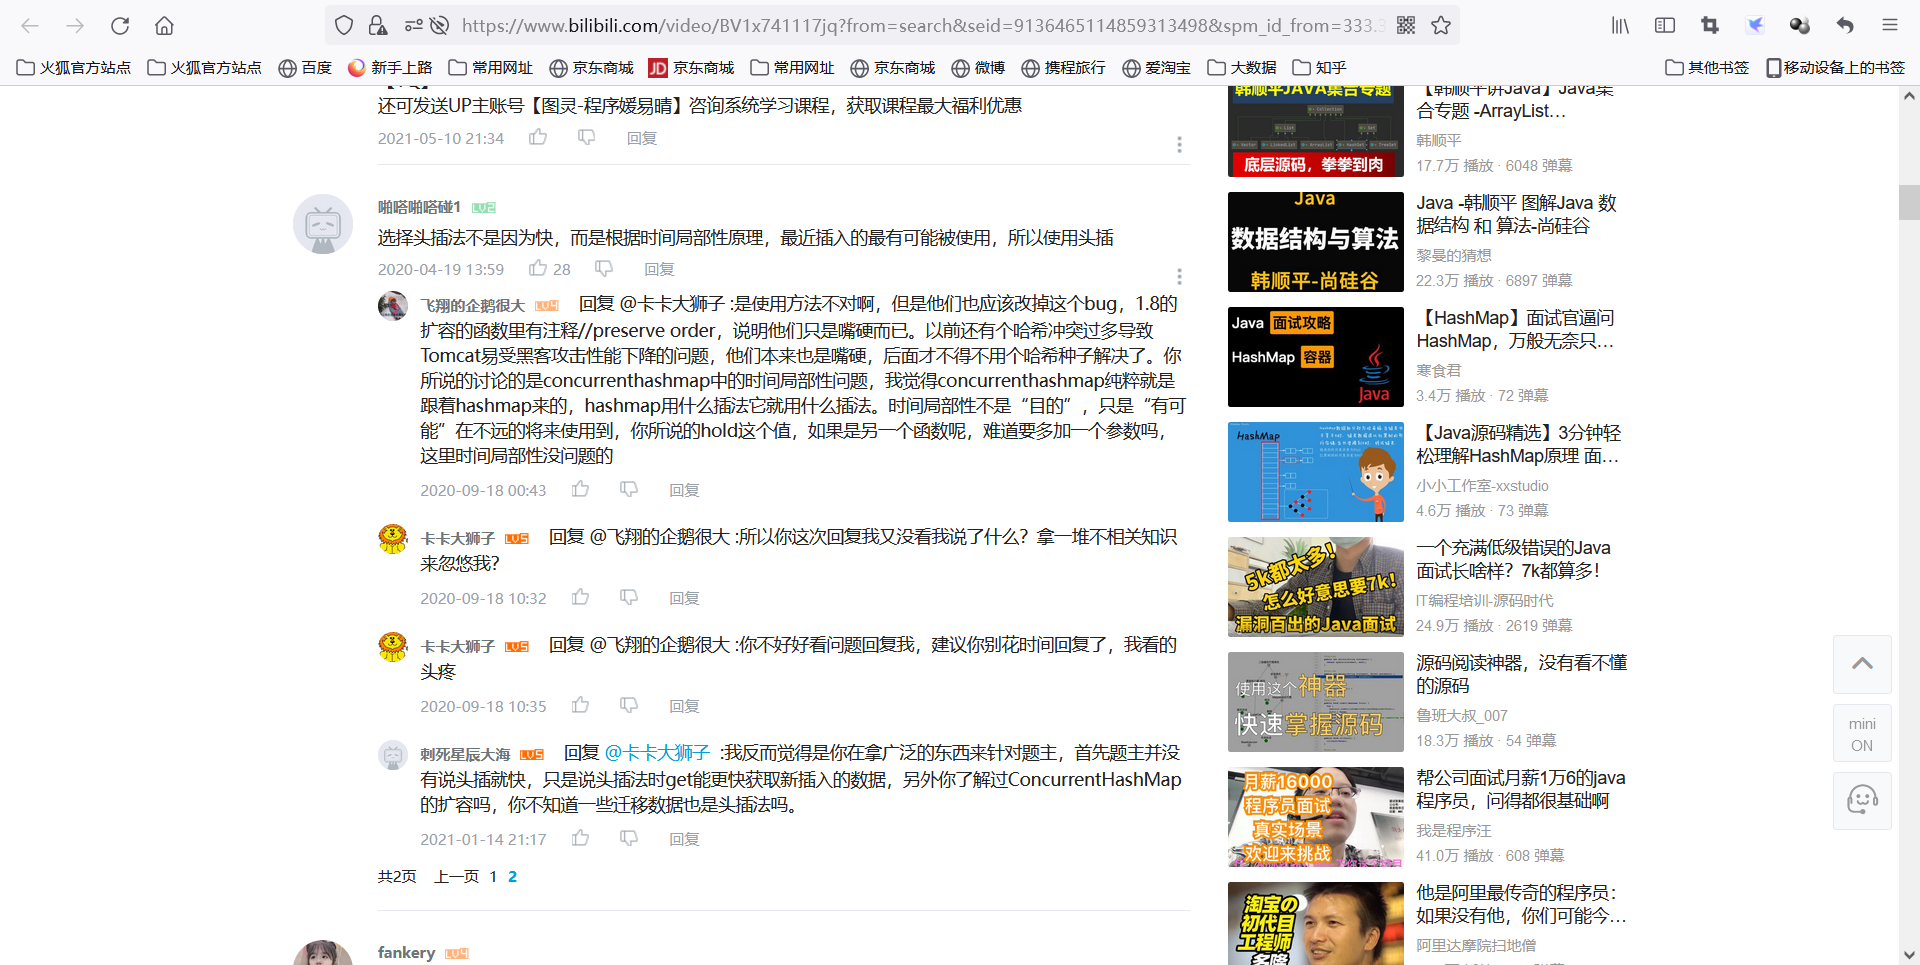 https://www.bilibili.com/video/BV1x741117jq?from=search&seid=9136465114859313498&spm_id_from=333.3
火狐官方站点 火狐官方站点 百度 新手上路 常用网址 京东商城 JD 京东商城 常用网址 京东商城 微博 携程旅行 爱淘宝 大数据 知乎 其他书签 移动设备上的书签
还可发送UP主账号【图灵-程序媛易晴】咨询系统学习课程，获取课程最大福利优惠
2021-05-10 21:34 回复
啪嗒啪嗒碰1 LV2
选择头插法不是因为快，而是根据时间局部性原理，最近插入的最有可能被使用，所以使用头插
2020-04-19 13:59 28 回复
飞翔的企鹅很大 LV4 回复 @卡卡大狮子 :是使用方法不对啊，但是他们也应该改掉这个bug，1.8的
扩容的函数里有注释//preserve order，说明他们只是嘴硬而已。以前还有个哈希冲突过多导致
Tomcat易受黑客攻击性能下降的问题，他们本来也是嘴硬，后面才不得不用个哈希种子解决了。你
所说的讨论的是concurrenthashmap中的时间局部性问题，我觉得concurrenthashmap纯粹就是
跟着hashmap来的，hashmap用什么插法它就用什么插法。时间局部性不是“目的”，只是“有可
能”在不远的将来使用到，你所说的hold这个值，如果是另一个函数呢，难道要多加一个参数吗，
这里时间局部性没问题的
2020-09-18 00:43 回复
卡卡大狮子 LV5 回复 @飞翔的企鹅很大 :所以你这次回复我又没看我说了什么？拿一堆不相关知识
来忽悠我?
2020-09-18 10:32 回复
卡卡大狮子 LV5 回复 @飞翔的企鹅很大 :你不好好看问题回复我，建议你别花时间回复了，我看的
头疼
2020-09-18 10:35 回复
刺死星辰大海 LV5 回复 @卡卡大狮子 :我反而觉得是你在拿广泛的东西来针对题主，首先题主并没
有说头插就快，只是说头插法时get能更快获取新插入的数据，另外你了解过ConcurrentHashMap
的扩容吗，你不知道一些迁移数据也是头插法吗。
2021-01-14 21:17 回复
共2页 上一页 1 2
fankery LV4
韩顺平JAVA集合专题
底层源码，拳拳到肉
【韩顺平讲Java】Java集
合专题 -ArrayList…
韩顺平
17.7万 播放 · 6048 弹幕
Java
数据结构与算法
韩顺平-尚硅谷
Java -韩顺平 图解Java 数
据结构 和 算法-尚硅谷
黎曼的猜想
22.3万 播放 · 6897 弹幕
Java 面试攻略
HashMap 容器
Java
【HashMap】面试官逼问
HashMap，万般无奈只…
寒食君
3.4万 播放 · 72 弹幕
HashMap
【Java源码精选】3分钟轻
松理解HashMap原理 面…
小小工作室-xxstudio
4.6万 播放 · 73 弹幕
5k都太多！
怎么好意思要7k!
漏洞百出的Java面试
一个充满低级错误的Java
面试长啥样？7k都算多！
IT编程培训-源码时代
24.9万 播放 · 2619 弹幕
使用这个神器
快速掌握源码
源码阅读神器，没有看不懂
的源码
鲁班大叔_007
18.3万 播放 · 54 弹幕
月薪16000
程序员面试
真实场景
欢迎来挑战
帮公司面试月薪1万6的java
程序员，问得都很基础啊
我是程序汪
41.0万 播放 · 608 弹幕
淘宝の
初代目
工程师
多隆
他是阿里最传奇的程序员：
如果没有他，你们可能今…
阿里达摩院扫地僧
mini
ON